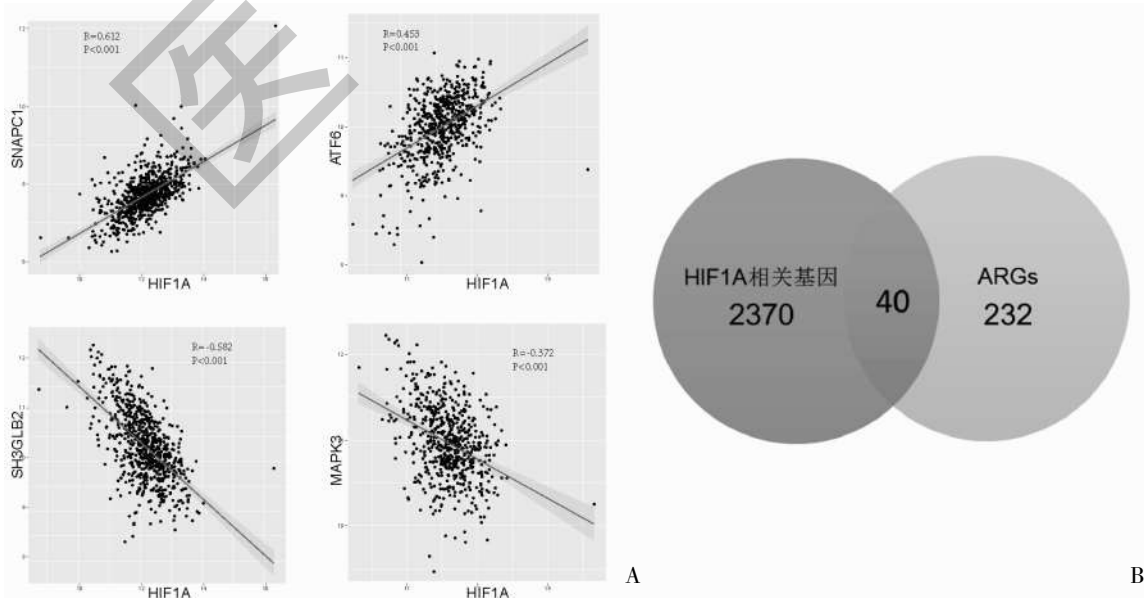 R=0.612
P<0.001
SNAPC1
HIF1A
R=0.453
P<0.001
ATF6
HIF1A
R=-0.582
P<0.001
SH3GLB2
HIF1A
R=-0.372
P<0.001
MAPK3
HIF1A
A
HIF1A相关基因
2370
40
ARGs
232
B
医